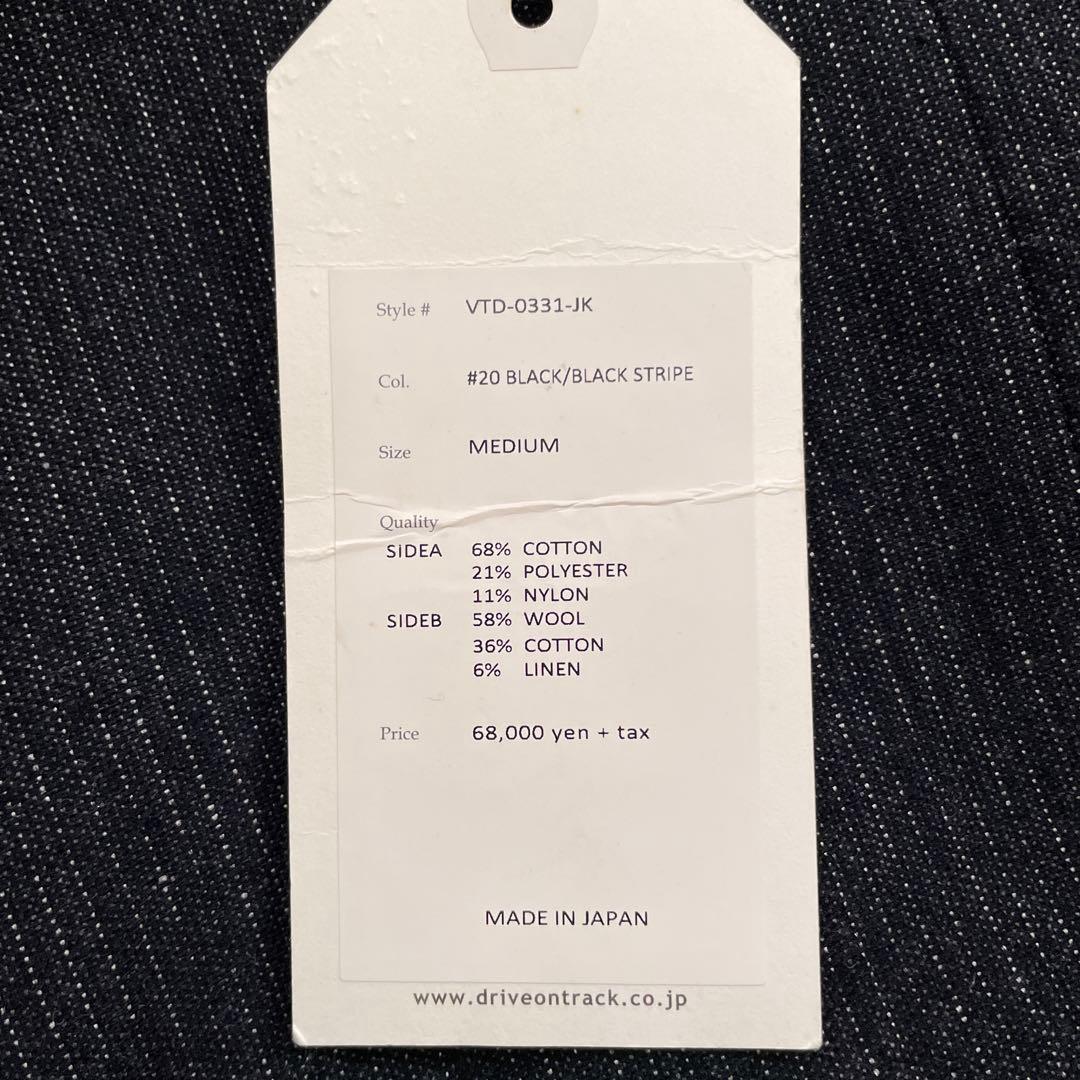 Style # VTD-0331-JK
Col. #20 BLACK/BLACK STRIPE
Size MEDIUM
Quality
SIDEA 68% COTTON
21% POLYESTER
11% NYLON
SIDEB 58% WOOL
36% COTTON
6% LINEN
Price 68,000 yen + tax
MADE IN JAPAN
www.driveontrack.co.jp